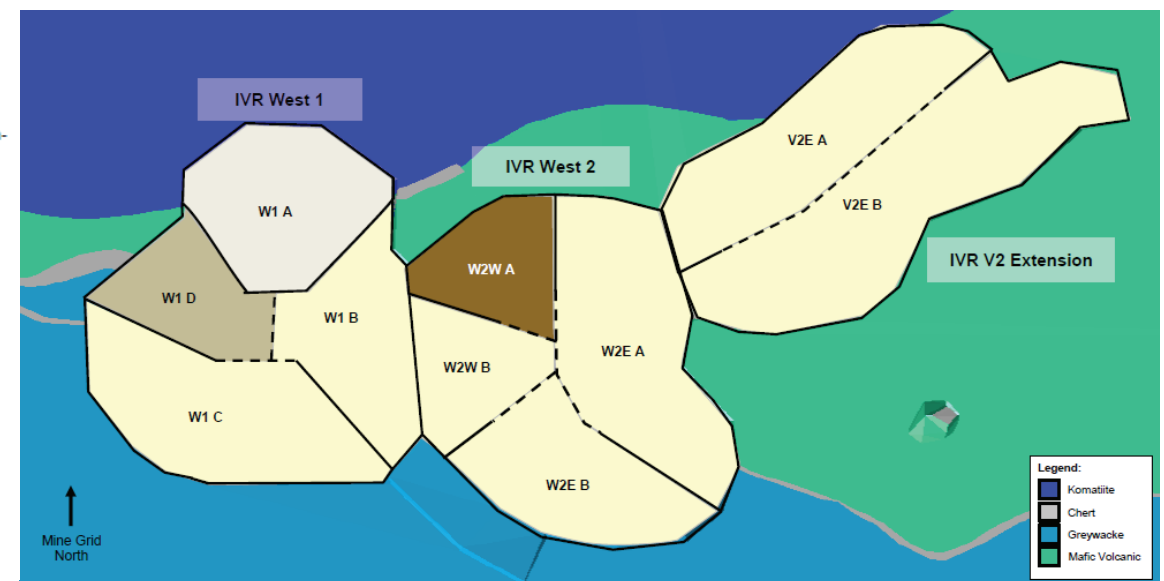 IVR West 1
IVR West 2
V2E A
W1 A
V2E B
W2W A
IVR V2 Extension
W1 D
W1 B
W2E A
W2W B
W1 C
W2E B
Mine Grid
North
Legend:
Komatiite
Chert
Greywacke
Mafic Volcanic